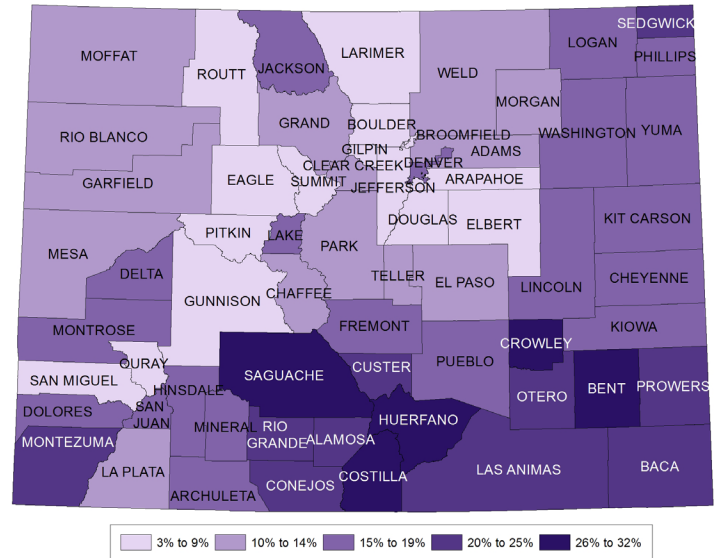 SEDGWICK
MOFFAT
ROUTT
JACKSON
LARIMER
LOGAN
PHILLIPS
WELD
MORGAN
GRAND
BOULDER
RIO BLANCO
BROOMFIELD
WASHINGTON
YUMA
GILPIN
ADAMS
CLEAR CREEK
DENVER
GARFIELD
EAGLE
SUMMIT
JEFFERSON
ARAPAHOE
DOUGLAS
ELBERT
KIT CARSON
PITKIN
LAKE
MESA
PARK
DELTA
TELLER
EL PASO
LINCOLN
CHEYENNE
GUNNISON
CHAFFEE
MONTROSE
FREMONT
KIOWA
CROWLEY
OURAY
CUSTER
PUEBLO
SAN MIGUEL
SAGUACHE
HINSDALE
OTERO
BENT
PROWERS
DOLORES
SAN
JUAN
HUERFANO
MONTEZUMA
MINERAL
RIO
GRANDE
ALAMOSA
LA PLATA
COSTILLA
LAS ANIMAS
BACA
ARCHULETA
CONEJOS
3% to 9%
10% to 14%
15% to 19%
20% to 25%
26% to 32%